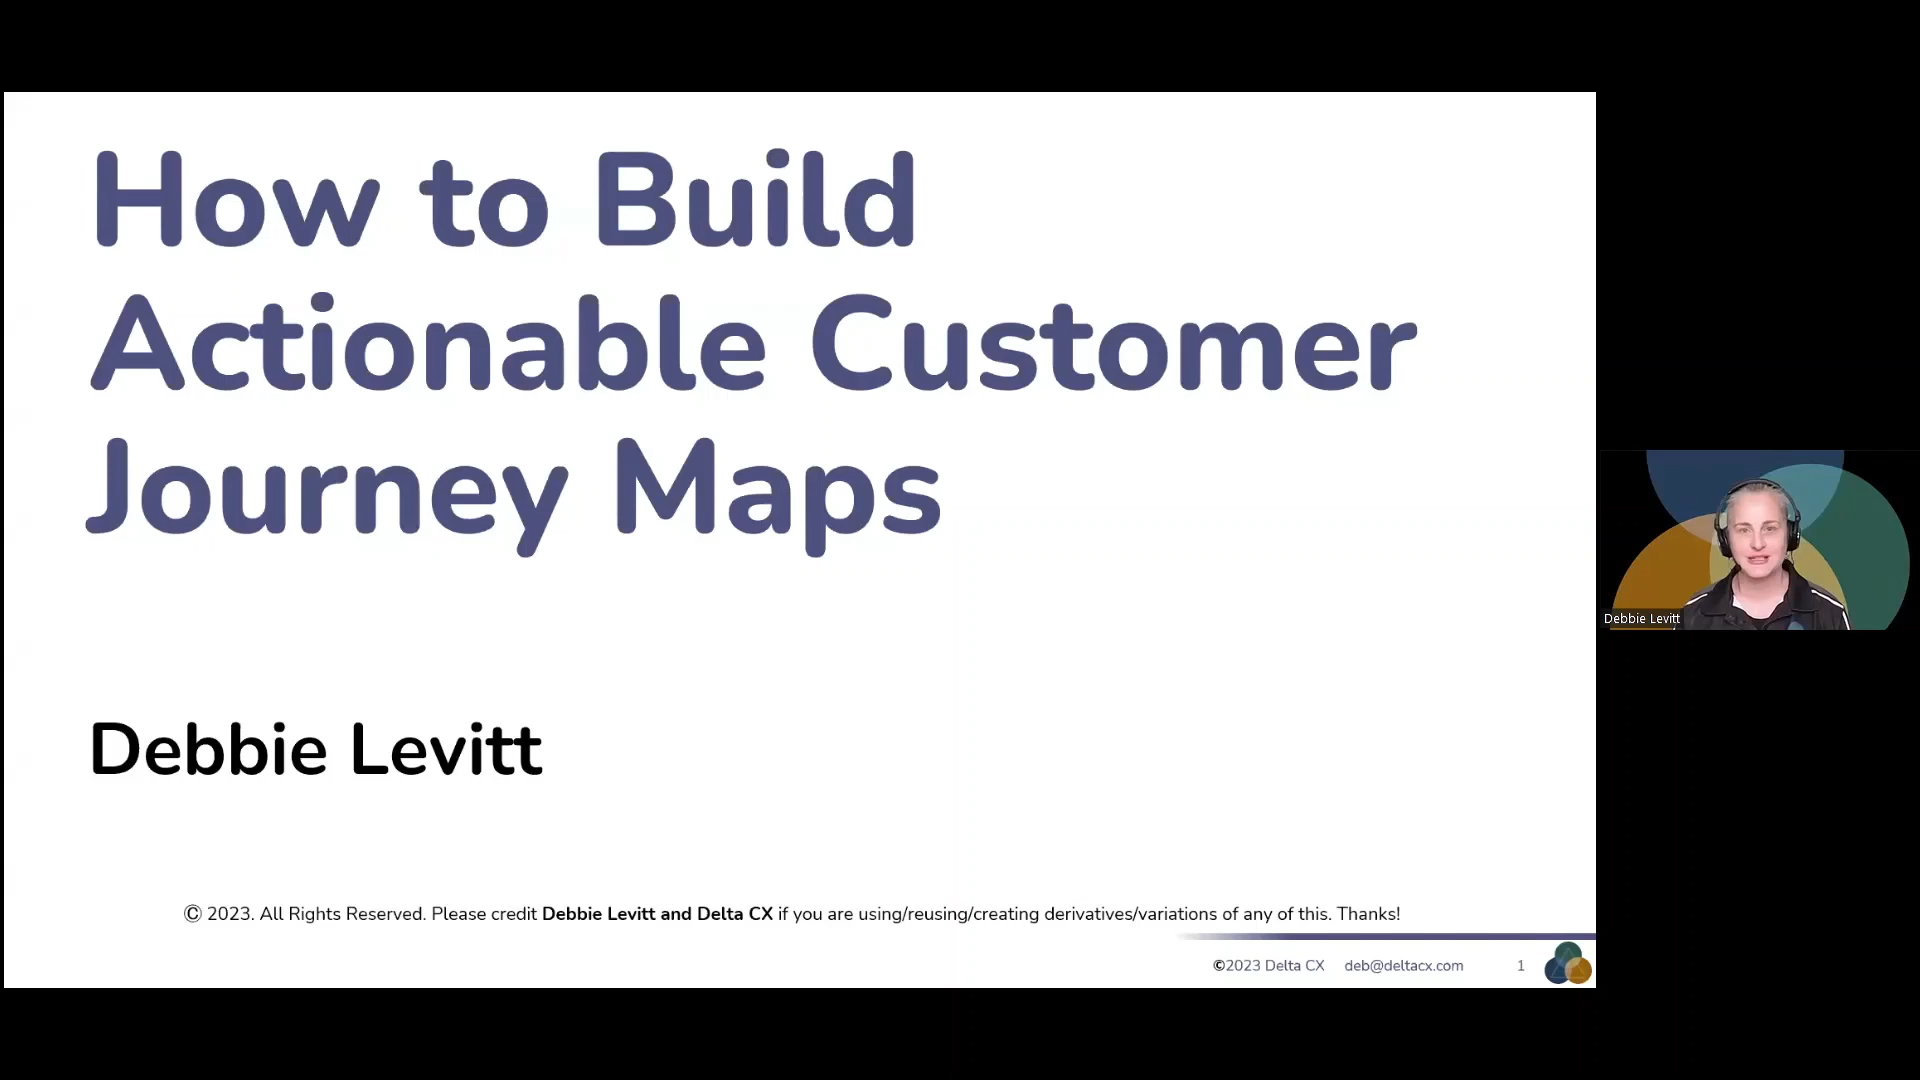 How to Build
Actionable Customer
Journey Maps
Debbie Levitt
© 2023. All Rights Reserved. Please credit Debbie Levitt and Delta CX if you are using/reusing/creating derivatives/variations of any of this. Thanks!
©2023 Delta CX deb@deltacx.com 1
Debbie Levitt